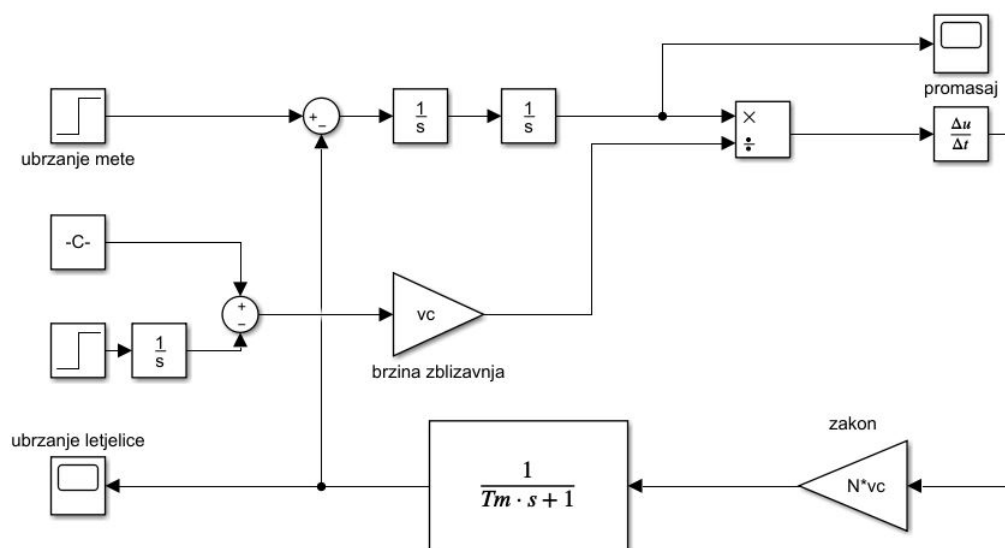 promasaj
ubrzanje mete
+
−
1
s
1
s
×
÷
Δu
Δt
-C-
+
−
1
s
vc
brzina zblizavnja
ubrzanje letjelice
1
Tm · s + 1
zakon
N*vc